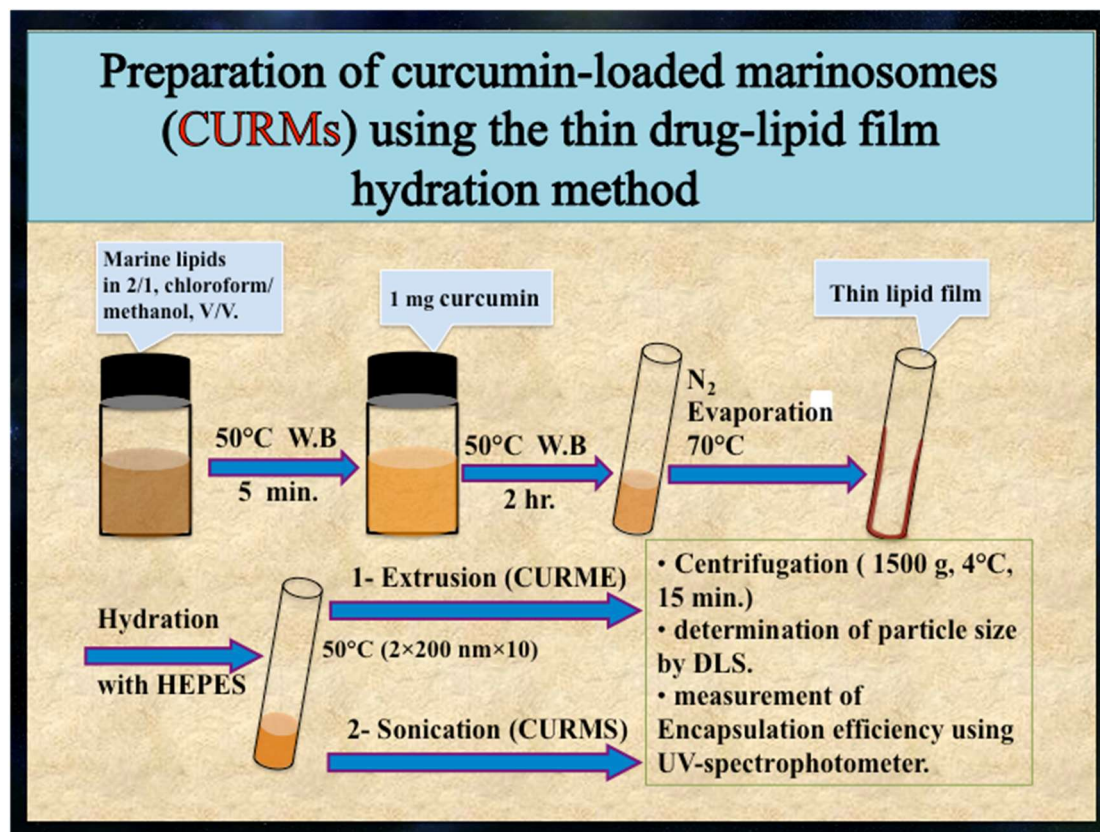 Preparation of curcumin-loaded marinosomes
(CURMs) using the thin drug-lipid film
hydration method
Marine lipids
in 2/1, chloroform/
methanol, V/V.
1 mg curcumin
Thin lipid film
50°C W.B
5 min.
50°C W.B
2 hr.
N₂
Evaporation
70°C
Hydration
with HEPES
1- Extrusion (CURME)
50°C (2×200 nm×10)
2- Sonication (CURMS)
• Centrifugation ( 1500 g, 4°C,
15 min.)
• determination of particle size
by DLS.
• measurement of
Encapsulation efficiency using
UV-spectrophotometer.